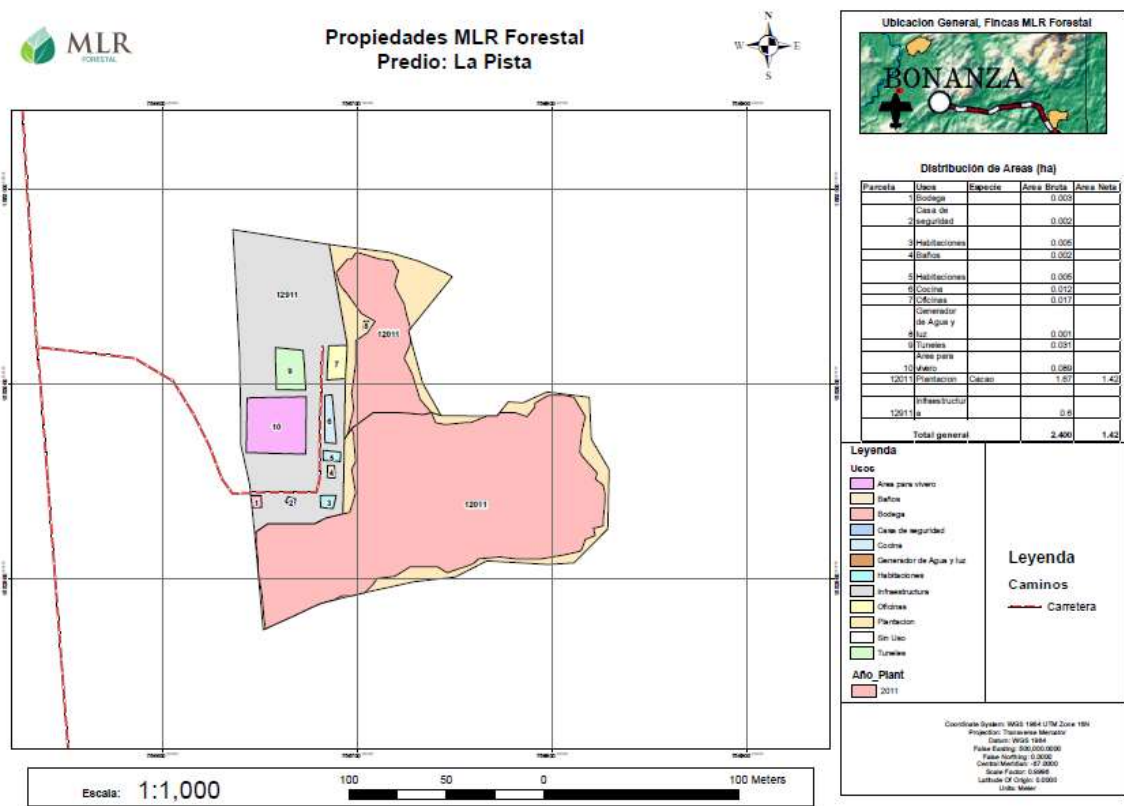 MLR
FORESTAL
Propiedades MLR Forestal
Predio: La Pista
N
W E
S
Ubicacion General, Fincas MLR Forestal
BONANZA
Distribución de Areas (ha)
Parcela Usos Especie Area Bruta Area Neta
1 Bodega 0.003
Casa de
2 seguridad 0.002
3 Habitaciones 0.005
4 Baños 0.002
5 Habitaciones 0.005
6 Cocina 0.012
7 Oficinas 0.017
Generador
de Agua y
8 luz 0.001
9 Tuneles 0.031
Area para
10 vivero 0.089
12011 Plantacion Cacao 1.67 1.42
Infraestructur
12911 a 0.6
Total general 2.400 1.42
12911
8
12011
9
7
10
6
5
4
1
2
3
12011
Leyenda
Usos
Area para vivero
Baños
Bodega
Casa de seguridad
Cocina
Generador de Agua y luz
Habitaciones
Infraestructura
Oficinas
Plantacion
Sin Uso
Tuneles
Año_Plant
2011
Leyenda
Caminos
Carretera
Coordinate System: WGS 1984 UTM Zone 16N
Projection: Transverse Mercator
Datum: WGS 1984
False Easting: 500,000.0000
False Northing: 0.0000
Central Meridian: -87.0000
Scale Factor: 0.9996
Latitude Of Origin: 0.0000
Units: Meter
Escala: 1:1,000
100 50 0 100 Meters